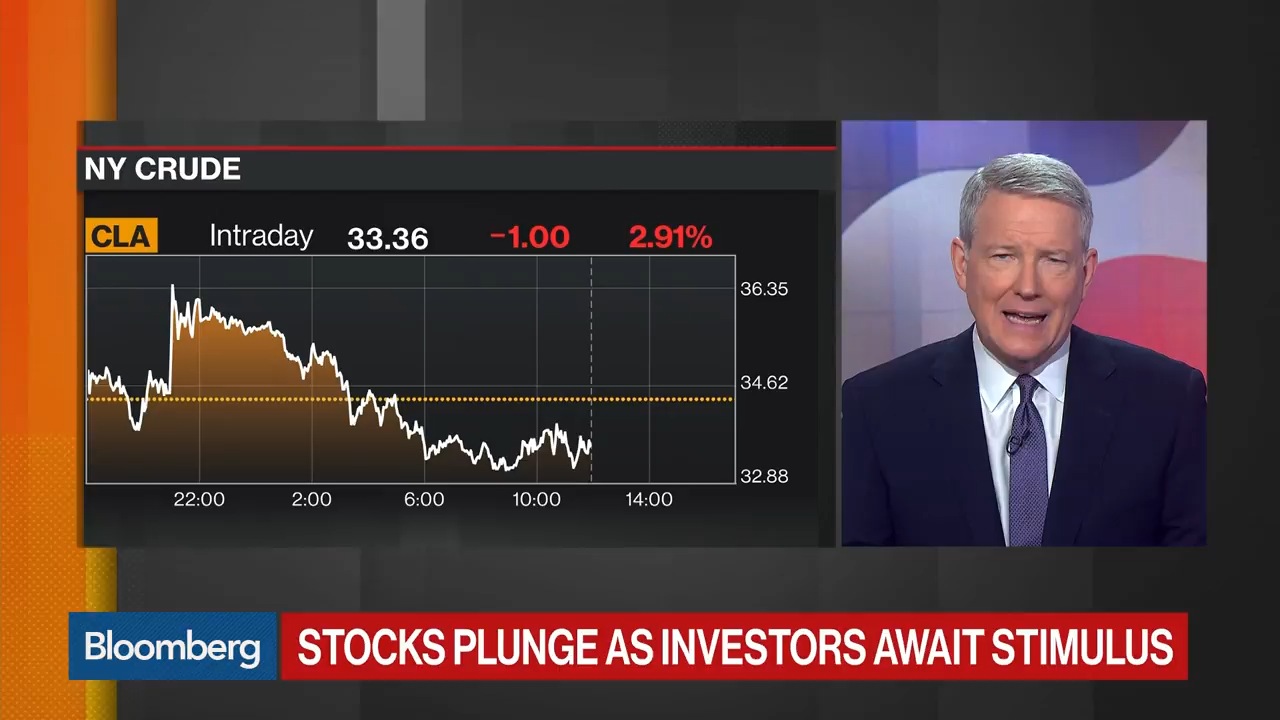 NY CRUDE
CLA Intraday 33.36 −1.00 2.91%
36.35
34.62
32.88
22:00 2:00 6:00 10:00 14:00
Bloomberg STOCKS PLUNGE AS INVESTORS AWAIT STIMULUS